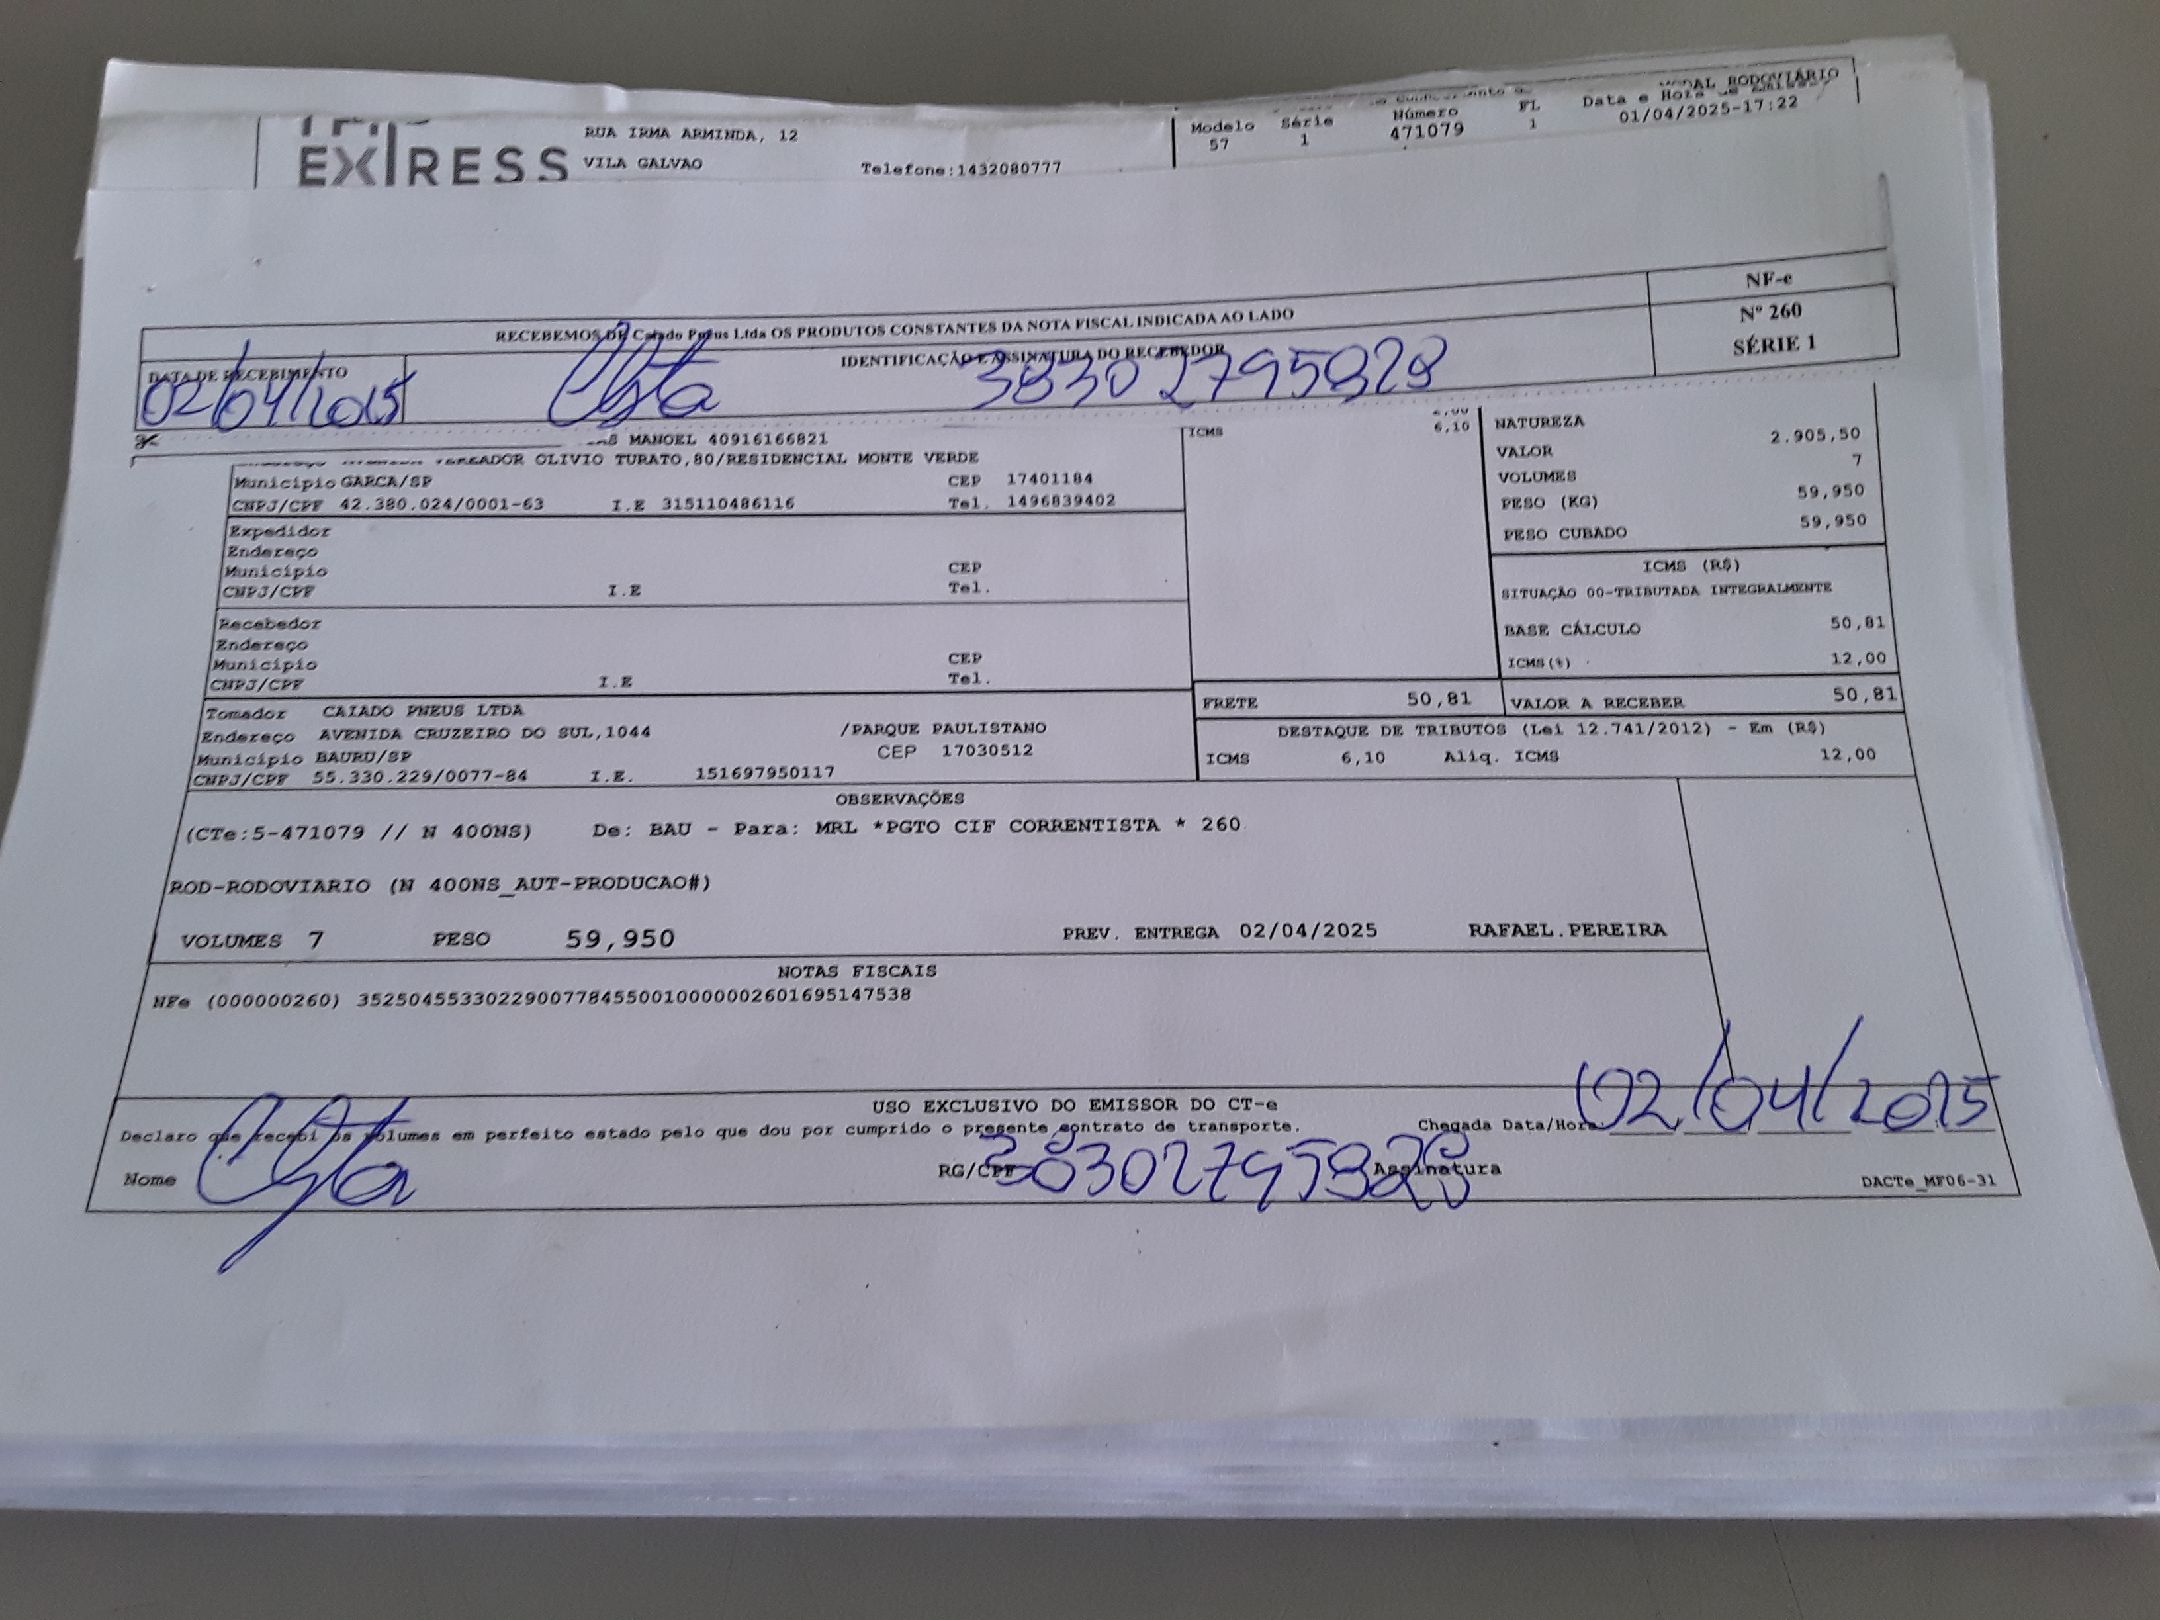 EXPRESS
RUA IRMA ARMINDA, 12
VILA GALVAO
Telefone:1432080777
RODOVIÁRIO
Modelo Série Número FL Data e Hora
57 1 471079 1 01/04/2025-17:22
RECEBEMOS DE Caiado Pneus Ltda OS PRODUTOS CONSTANTES DA NOTA FISCAL INDICADA AO LADO
NF-e
Nº 260
SÉRIE 1
DATA DE RECEBIMENTO
02/04/2025
IDENTIFICAÇÃO E ASSINATURA DO RECEBEDOR
38302795828
MANOEL 40916166821
VEREADOR OLIVIO TURATO,80/RESIDENCIAL MONTE VERDE
Município GARCA/SP CEP 17401184
CNPJ/CPF 42.380.024/0001-63 I.E 315110486116 Tel. 1496839402
Expedidor
Endereço
Município CEP
CNPJ/CPF I.E Tel.
Recebedor
Endereço
Município CEP
CNPJ/CPF I.E Tel.
Tomador CAIADO PNEUS LTDA
Endereço AVENIDA CRUZEIRO DO SUL,1044 /PARQUE PAULISTANO
Município BAURU/SP CEP 17030512
CNPJ/CPF 55.330.229/0077-84 I.E. 151697950117
ICMS 6,10
NATUREZA
VALOR 2.905,50
VOLUMES 7
PESO (KG) 59,950
PESO CUBADO 59,950
ICMS (R$)
SITUAÇÃO 00-TRIBUTADA INTEGRALMENTE
BASE CÁLCULO 50,81
ICMS(%) 12,00
FRETE 50,81 VALOR A RECEBER 50,81
DESTAQUE DE TRIBUTOS (Lei 12.741/2012) - Em (R$)
ICMS 6,10 Aliq. ICMS 12,00
OBSERVAÇÕES
(CTe:5-471079 // N 400NS) De: BAU - Para: MRL *PGTO CIF CORRENTISTA * 260
ROD-RODOVIARIO (N 400NS_AUT-PRODUCAO#)
VOLUMES 7 PESO 59,950 PREV. ENTREGA 02/04/2025 RAFAEL.PEREIRA
NOTAS FISCAIS
NFe (000000260) 35250455330229007784550010000002601695147538
USO EXCLUSIVO DO EMISSOR DO CT-e
Declaro que recebi os volumes em perfeito estado pelo que dou por cumprido o presente contrato de transporte. Chegada Data/Hora 02/04/2025
Nome RG/CPF 38302795828 Assinatura
DACTe_MF06-31